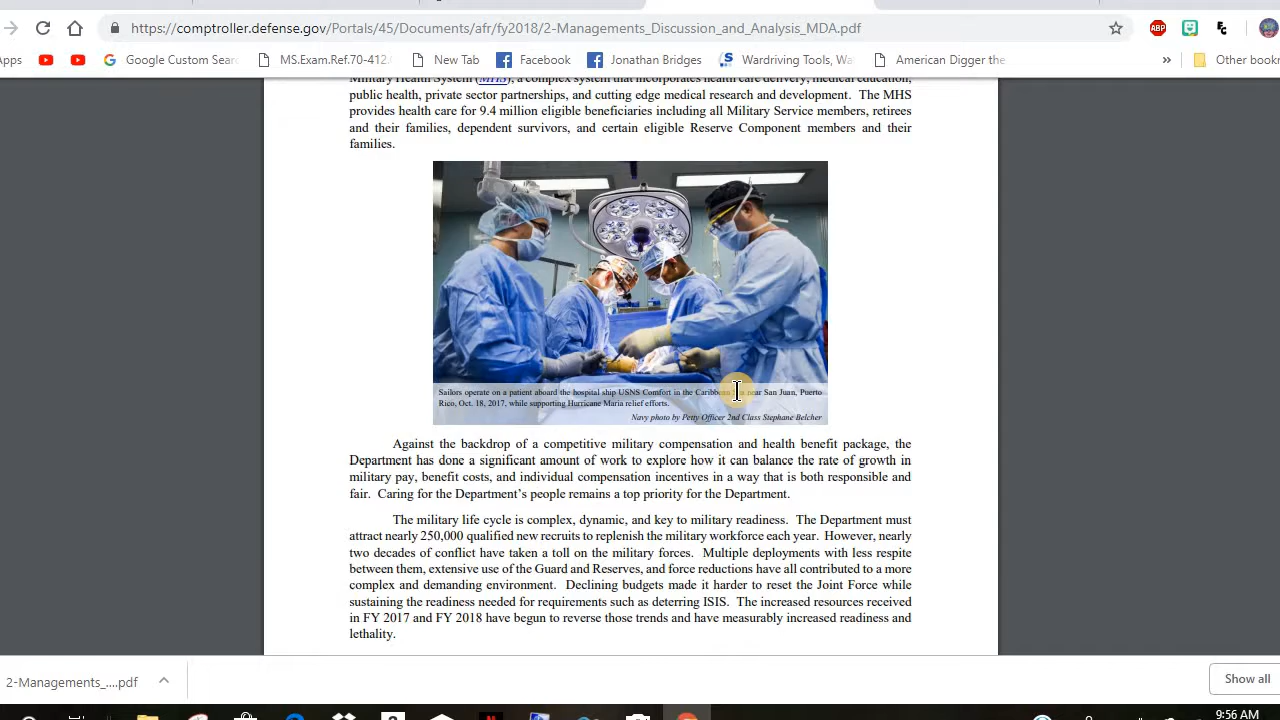 https://comptroller.defense.gov/Portals/45/Documents/afr/fy2018/2-Managements_Discussion_and_Analysis_MDA.pdf
ABP
Apps
Google Custom Sear
MS.Exam.Ref.70-412.
New Tab
Facebook
Jonathan Bridges
Wardriving Tools, Wa
American Digger the
»
Other bookm
Military Health System (MHS), a complex system that incorporates health care delivery, medical education,
public health, private sector partnerships, and cutting edge medical research and development. The MHS
provides health care for 9.4 million eligible beneficiaries including all Military Service members, retirees
and their families, dependent survivors, and certain eligible Reserve Component members and their
families.
Sailors operate on a patient aboard the hospital ship USNS Comfort in the Caribbean near San Juan, Puerto
Rico, Oct. 18, 2017, while supporting Hurricane Maria relief efforts.
Navy photo by Petty Officer 2nd Class Stephane Belcher
Against the backdrop of a competitive military compensation and health benefit package, the
Department has done a significant amount of work to explore how it can balance the rate of growth in
military pay, benefit costs, and individual compensation incentives in a way that is both responsible and
fair. Caring for the Department's people remains a top priority for the Department.
The military life cycle is complex, dynamic, and key to military readiness. The Department must
attract nearly 250,000 qualified new recruits to replenish the military workforce each year. However, nearly
two decades of conflict have taken a toll on the military forces. Multiple deployments with less respite
between them, extensive use of the Guard and Reserves, and force reductions have all contributed to a more
complex and demanding environment. Declining budgets made it harder to reset the Joint Force while
sustaining the readiness needed for requirements such as deterring ISIS. The increased resources received
in FY 2017 and FY 2018 have begun to reverse those trends and have measurably increased readiness and
lethality.
2-Managements_....pdf
Show all
9:56 AM